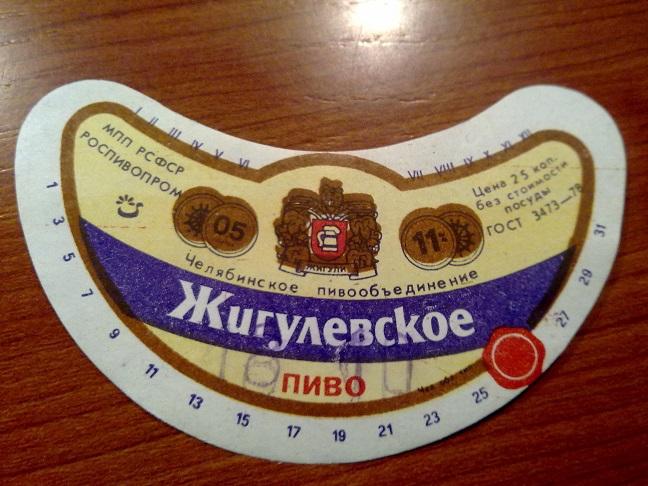 I II III IV V VI
VII VIII IX X XI XII
МПП РСФСР
РОСПИВОПРОМ
Цена 25 коп.
без стоимости
посуды
ГОСТ 3473—78
05
11%
ЖИГУЛИ
Челябинское пивообъединение
Жигулевское
ПИВО
1 3 5 7 9 11 13 15 17 19 21 23 25 27 29 31